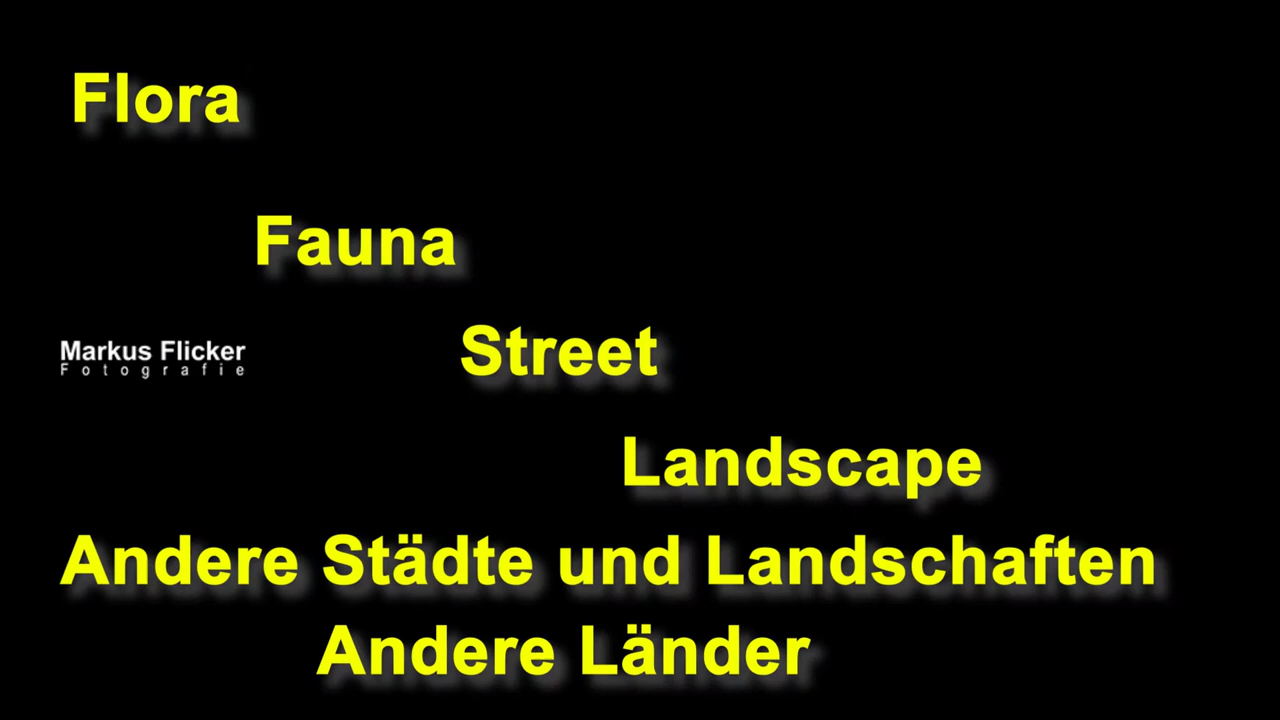 Flora
Fauna
Street
Markus Flicker
Fotografie
Landscape
Andere Städte und Landschaften
Andere Länder